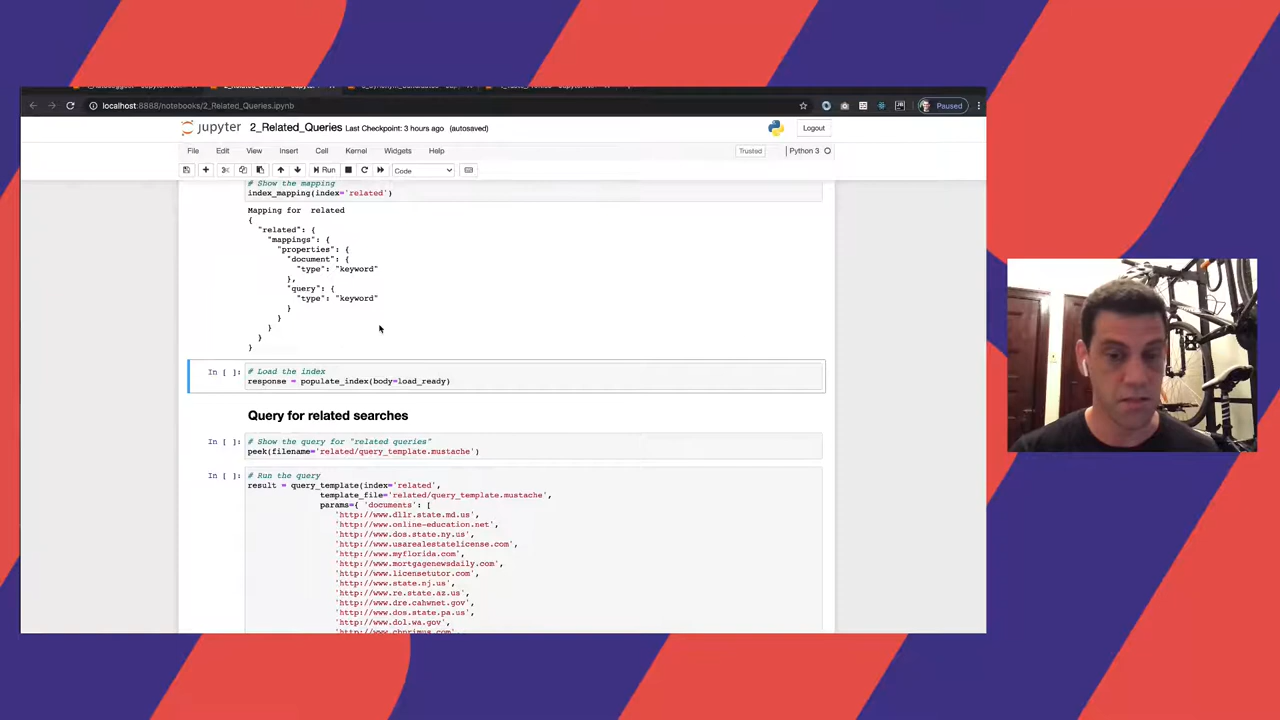 localhost:8888/notebooks/2_Related_Queries.ipynb
Paused
jupyter 2_Related_Queries Last Checkpoint: 3 hours ago (autosaved)
Logout
File Edit View Insert Cell Kernel Widgets Help
Trusted Python 3
Run Code
# Show the mapping
index_mapping(index='related')
Mapping for related
{
"related": {
"mappings": {
"properties": {
"document": {
"type": "keyword"
},
"query": {
"type": "keyword"
}
}
}
}
}
In [ ]: # Load the index
response = populate_index(body=load_ready)
Query for related searches
In [ ]: # Show the query for "related queries"
peek(filename='related/query_template.mustache')
In [ ]: # Run the query
result = query_template(index='related',
template_file='related/query_template.mustache',
params={ 'documents': [
'http://www.dllr.state.md.us',
'http://www.online-education.net',
'http://www.dos.state.ny.us',
'http://www.usarealestatelicense.com',
'http://www.myflorida.com',
'http://www.mortgagenewsdaily.com',
'http://www.licensetutor.com',
'http://www.state.nj.us',
'http://www.re.state.az.us',
'http://www.dre.cahwnet.gov',
'http://www.dos.state.pa.us',
'http://www.dol.wa.gov',